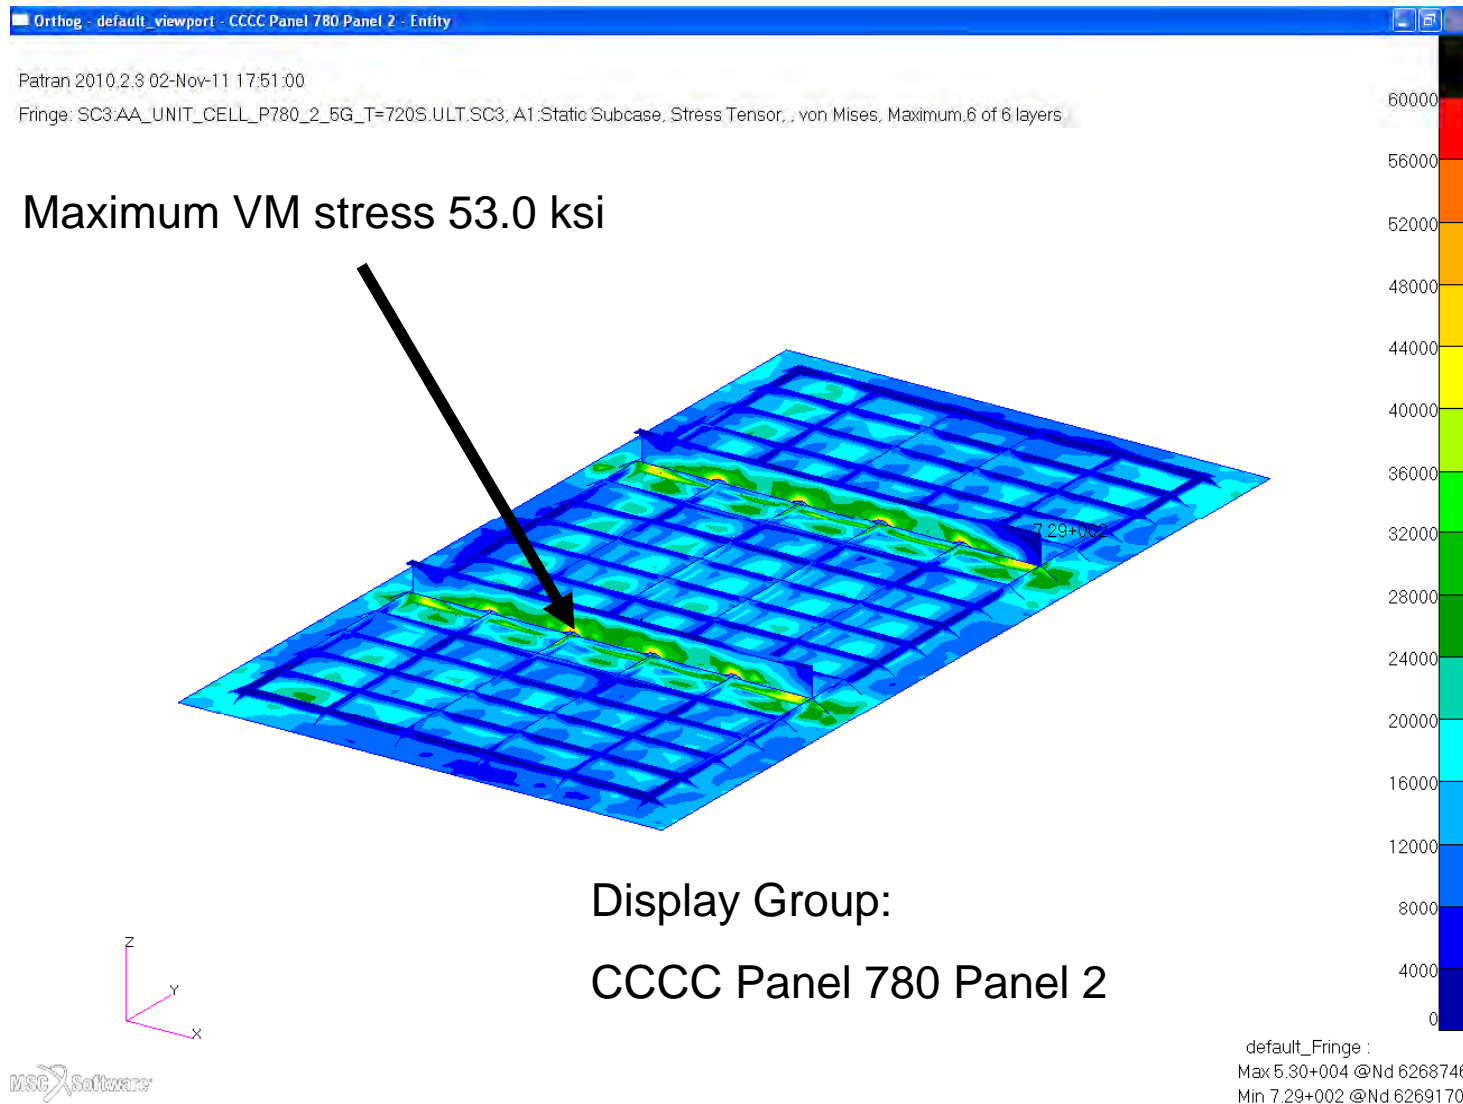 Orthog - default_viewport - CCCC Panel 780 Panel 2 - Entity
Patran 2010.2.3 02-Nov-11 17:51:00
Fringe: SC3:AA_UNIT_CELL_P780_2_5G_T=720S.ULT.SC3, A1:Static Subcase, Stress Tensor, , von Mises, Maximum,6 of 6 layers
Maximum VM stress 53.0 ksi
60000
56000
52000
48000
44000
40000
36000
32000
28000
24000
20000
16000
12000
8000
4000
0
7.29+002
Display Group:
CCCC Panel 780 Panel 2
Z
Y
X
MSC Software
default_Fringe :
Max 5.30+004 @Nd 6268746
Min 7.29+002 @Nd 6269170